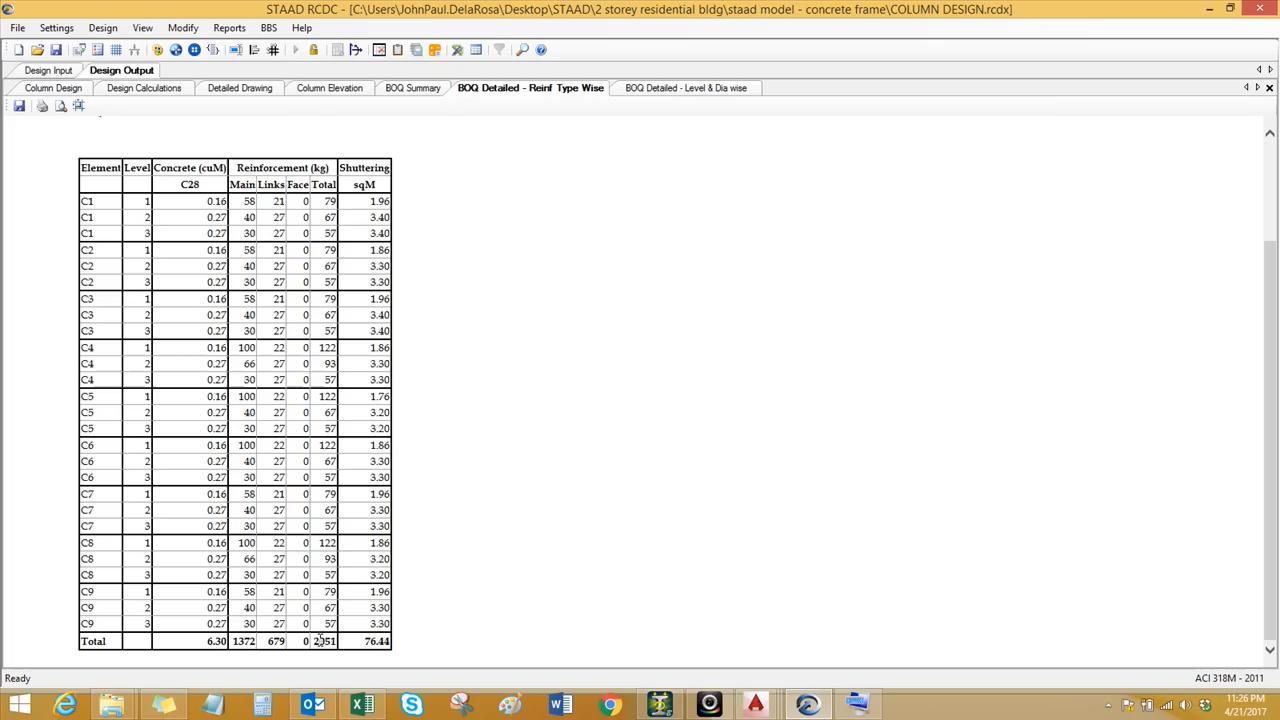 STAAD RCDC - [C:\Users\JohnPaul.DelaRosa\Desktop\STAAD\2 storey residential bldg\staad model - concrete frame\COLUMN DESIGN.rcdx]
File Settings Design View Modify Reports BBS Help
Design Input Design Output
Column Design Design Calculations Detailed Drawing Column Elevation BOQ Summary BOQ Detailed - Reinf Type Wise BOQ Detailed - Level & Dia wise
Element Level Concrete (cuM) Reinforcement (kg) Shuttering
C28 Main Links Face Total sqM
C1 1 0.16 58 21 0 79 1.96
C1 2 0.27 40 27 0 67 3.40
C1 3 0.27 30 27 0 57 3.40
C2 1 0.16 58 21 0 79 1.86
C2 2 0.27 40 27 0 67 3.30
C2 3 0.27 30 27 0 57 3.30
C3 1 0.16 58 21 0 79 1.96
C3 2 0.27 40 27 0 67 3.40
C3 3 0.27 30 27 0 57 3.40
C4 1 0.16 100 22 0 122 1.86
C4 2 0.27 66 27 0 93 3.30
C4 3 0.27 30 27 0 57 3.30
C5 1 0.16 100 22 0 122 1.76
C5 2 0.27 40 27 0 67 3.20
C5 3 0.27 30 27 0 57 3.20
C6 1 0.16 100 22 0 122 1.86
C6 2 0.27 40 27 0 67 3.30
C6 3 0.27 30 27 0 57 3.30
C7 1 0.16 58 21 0 79 1.96
C7 2 0.27 40 27 0 67 3.30
C7 3 0.27 30 27 0 57 3.30
C8 1 0.16 100 22 0 122 1.86
C8 2 0.27 66 27 0 93 3.20
C8 3 0.27 30 27 0 57 3.20
C9 1 0.16 58 21 0 79 1.96
C9 2 0.27 40 27 0 67 3.30
C9 3 0.27 30 27 0 57 3.30
Total 6.30 1372 679 0 2051 76.44
Ready ACI 318M - 2011
11:26 PM
4/21/2017